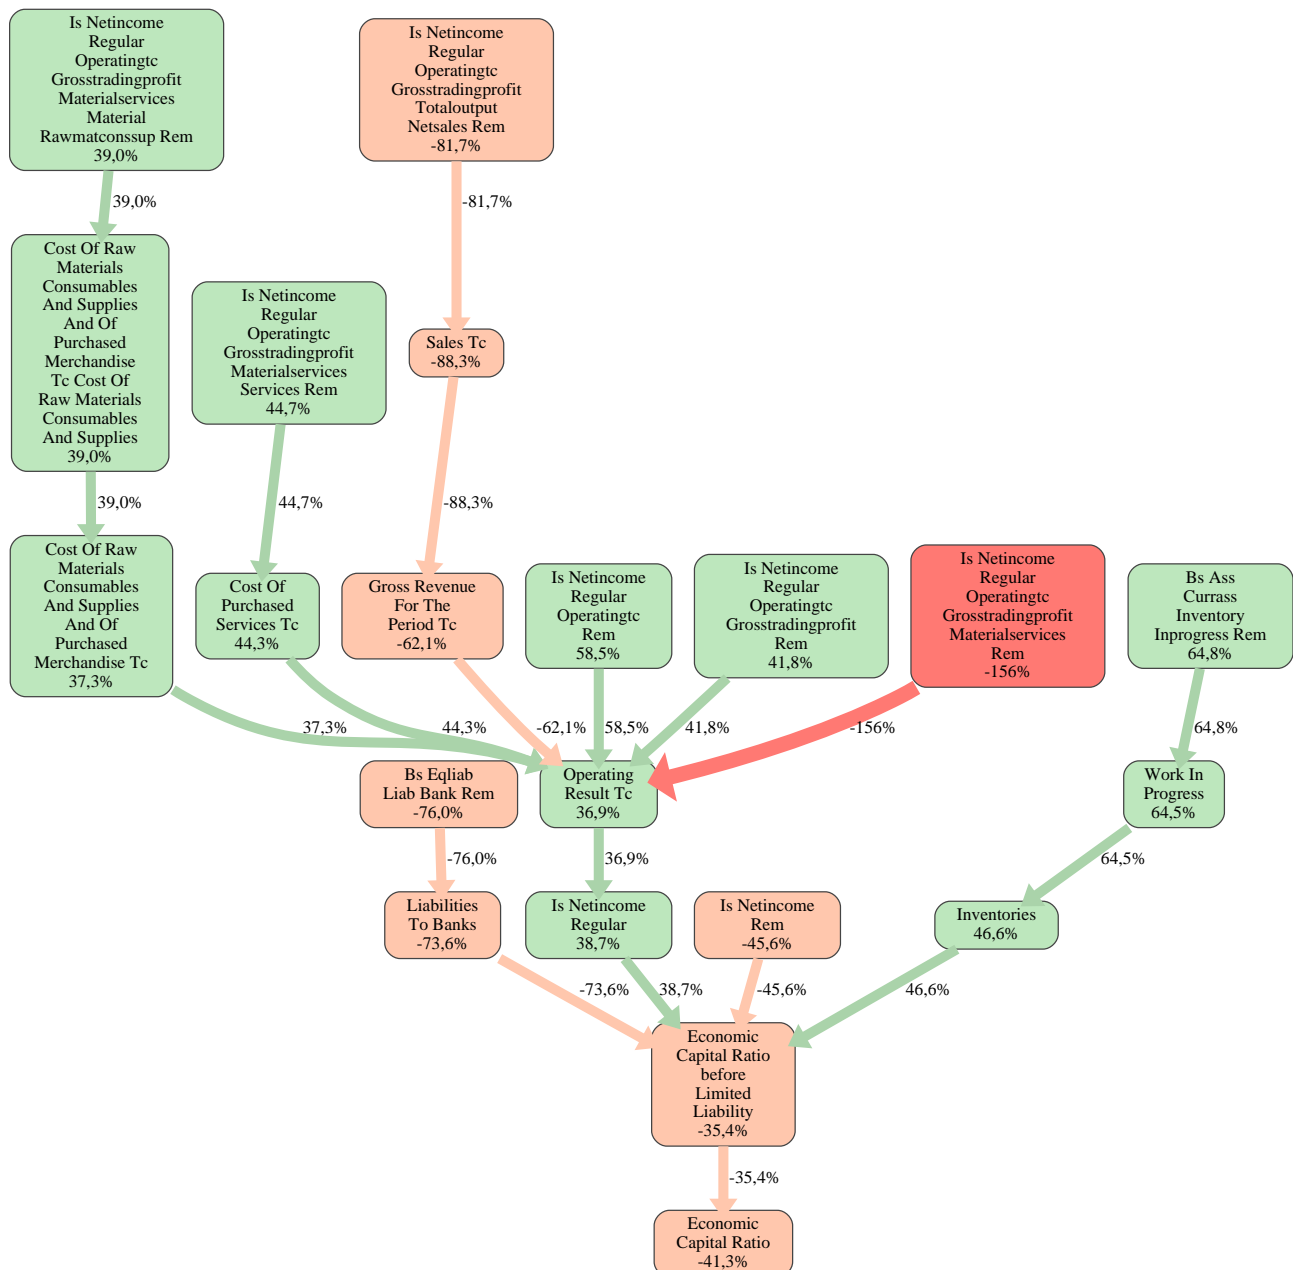 Is Netincome
Regular
Operatingtc
Grosstradingprofit
Materialservices
Material
Rawmatconssup Rem
39,0%
Is Netincome
Regular
Operatingtc
Grosstradingprofit
Totaloutput
Netsales Rem
-81,7%
39,0%
-81,7%
Cost Of Raw
Materials
Consumables
And Supplies
And Of
Purchased
Merchandise
Tc Cost Of
Raw Materials
Consumables
And Supplies
39,0%
Is Netincome
Regular
Operatingtc
Grosstradingprofit
Materialservices
Services Rem
44,7%
Sales Tc
-88,3%
39,0%
44,7%
-88,3%
Cost Of Raw
Materials
Consumables
And Supplies
And Of
Purchased
Merchandise Tc
37,3%
Cost Of
Purchased
Services Tc
44,3%
Gross Revenue
For The
Period Tc
-62,1%
Is Netincome
Regular
Operatingtc
Rem
58,5%
Is Netincome
Regular
Operatingtc
Grosstradingprofit
Rem
41,8%
Is Netincome
Regular
Operatingtc
Grosstradingprofit
Materialservices
Rem
-156%
Bs Ass
Currass
Inventory
Inprogress Rem
64,8%
37,3%
44,3%
-62,1%
58,5%
41,8%
-156%
64,8%
Bs Eqliab
Liab Bank Rem
-76,0%
Operating
Result Tc
36,9%
Work In
Progress
64,5%
-76,0%
36,9%
64,5%
Liabilities
To Banks
-73,6%
Is Netincome
Regular
38,7%
Is Netincome
Rem
-45,6%
Inventories
46,6%
-73,6%
38,7%
-45,6%
46,6%
Economic
Capital Ratio
before
Limited
Liability
-35,4%
-35,4%
Economic
Capital Ratio
-41,3%